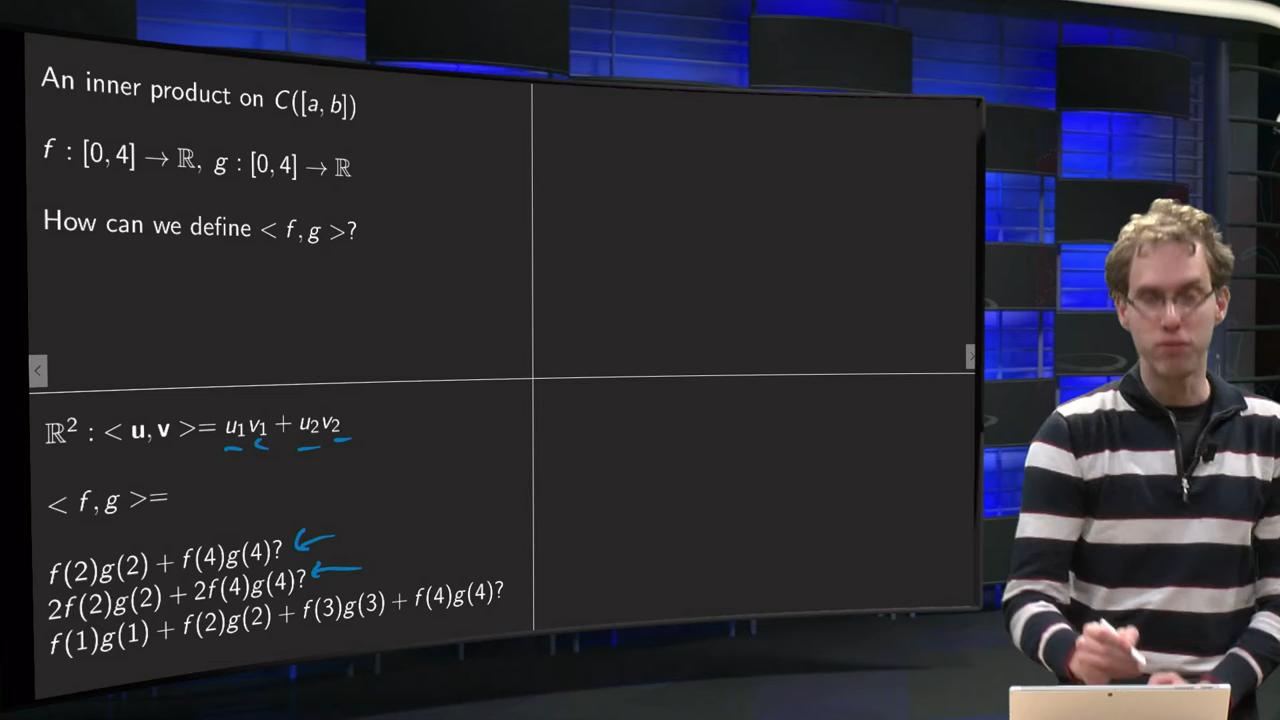 An inner product on C([a, b])
f : [0, 4] → ℝ, g : [0, 4] → ℝ
How can we define < f, g >?
ℝ² : < u, v >= u₁v₁ + u₂v₂
< f, g >=
f(2)g(2) + f(4)g(4)?
2f(2)g(2) + 2f(4)g(4)?
f(1)g(1) + f(2)g(2) + f(3)g(3) + f(4)g(4)?